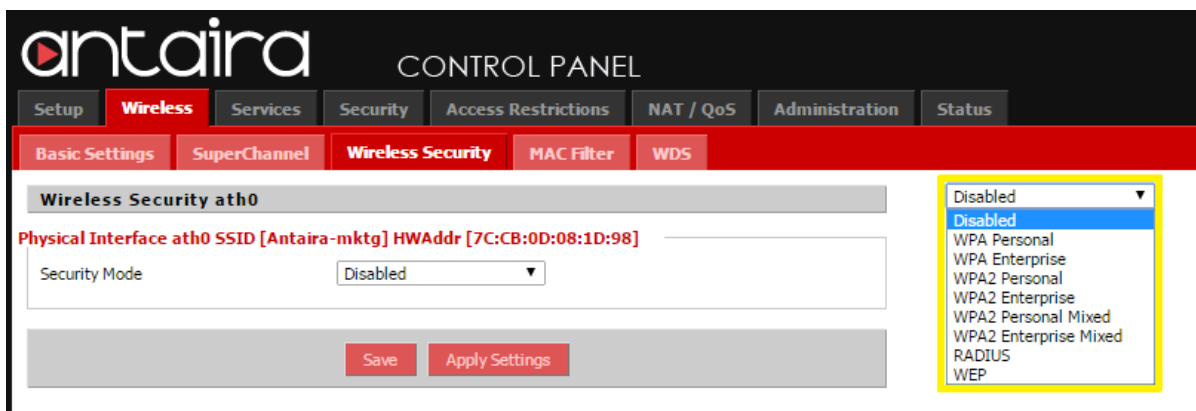 antaira CONTROL PANEL
Setup Wireless Services Security Access Restrictions NAT / QoS Administration Status
Basic Settings SuperChannel Wireless Security MAC Filter WDS
Wireless Security ath0
Physical Interface ath0 SSID [Antaira-mktg] HWAddr [7C:CB:0D:08:1D:98]
Security Mode Disabled
Save Apply Settings
Disabled
Disabled
WPA Personal
WPA Enterprise
WPA2 Personal
WPA2 Enterprise
WPA2 Personal Mixed
WPA2 Enterprise Mixed
RADIUS
WEP